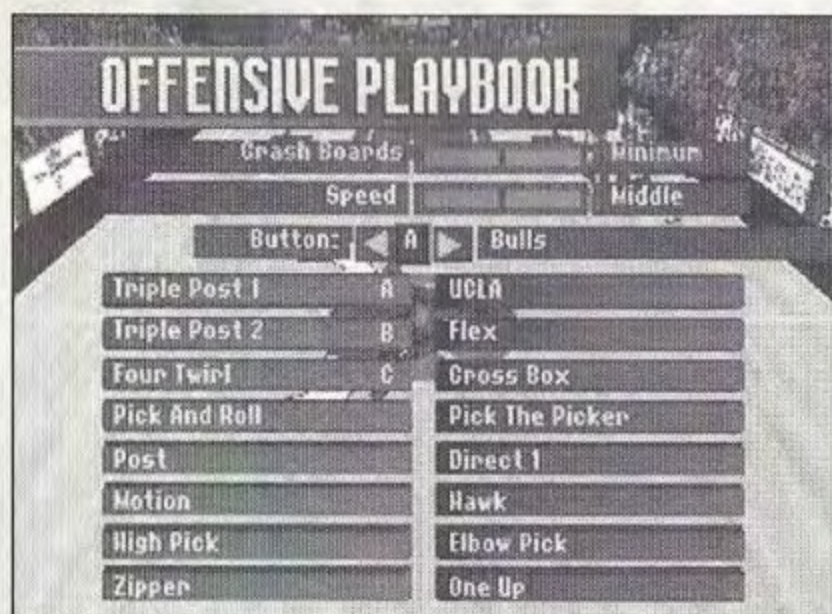 OFFENSIVE PLAYBOOK
Crash Boards Minimum
Speed Middle
Button: A Bulls
Triple Post 1 A UCLA
Triple Post 2 B Flex
Four Twirl C Cross Box
Pick And Roll Pick The Picker
Post Direct 1
Motion Hawk
High Pick Elbow Pick
Zipper One Up